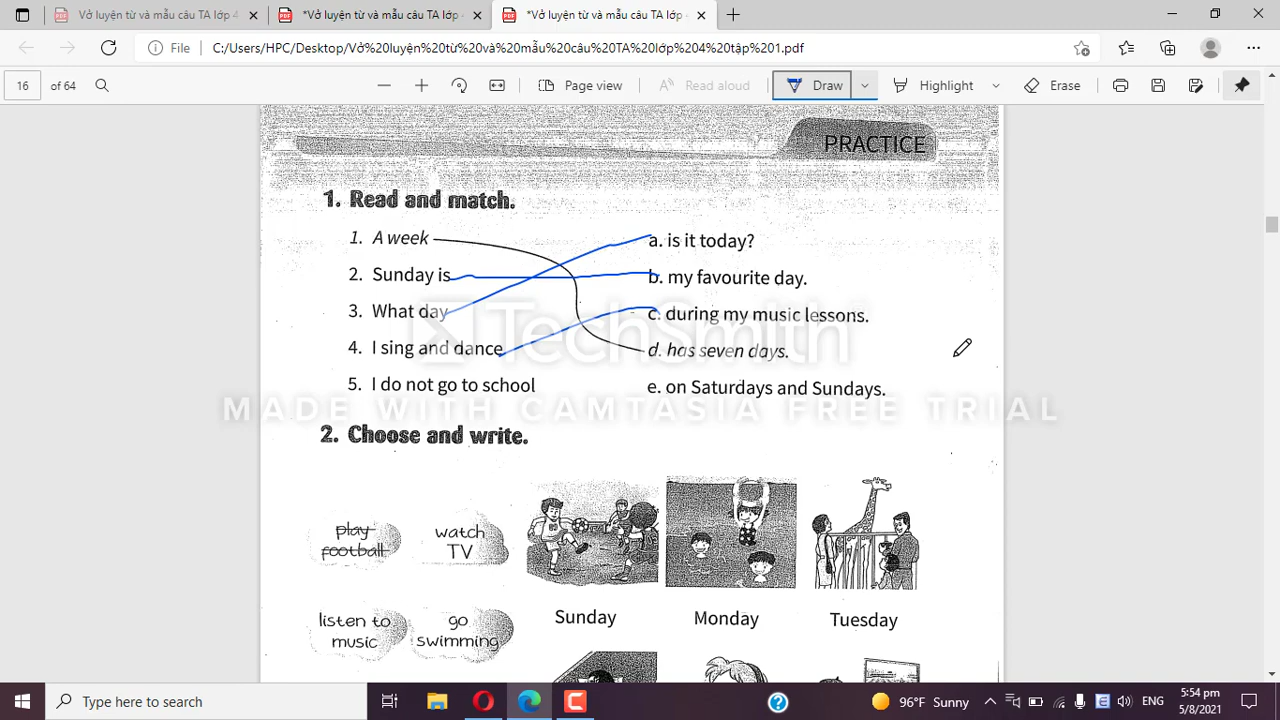 Vở luyện từ và mẫu câu TA lớp 4
*Vở luyện từ và mẫu câu TA lớp
*Vở luyện từ và mẫu câu TA lớp
File
C:/Users/HPC/Desktop/Vở%20luyện%20từ%20và%20mẫu%20câu%20TA%20lớp%204%20tập%201.pdf
16 of 64
Page view
Read aloud
Draw
Highlight
Erase
PRACTICE
1. Read and match.
1. A week
a. is it today?
2. Sunday is
b. my favourite day.
3. What day
c. during my music lessons.
4. I sing and dance
d. has seven days.
5. I do not go to school
e. on Saturdays and Sundays.
TechSmith
MADE WITH CAMTASIA FREE TRIAL
2. Choose and write.
play football
watch TV
listen to music
go swimming
Sunday
Monday
Tuesday
Type here to search
96°F Sunny
ENG
5:54 pm
5/8/2021